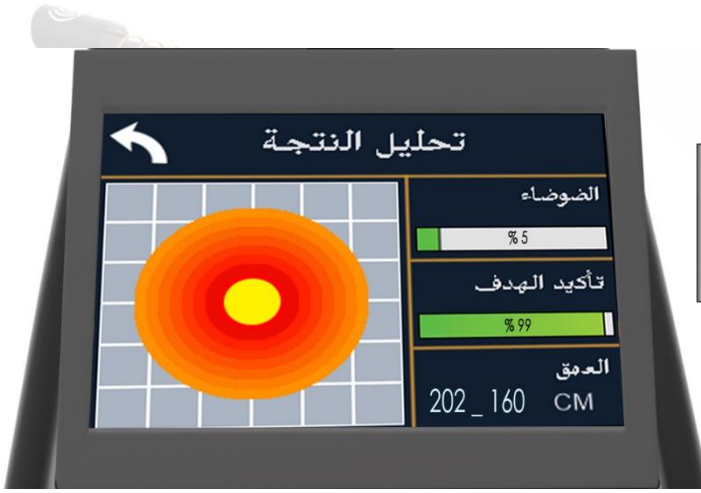 تحليل النتجة
الضوضاء
% 5
تأكيد الهدف
% 99
العمق
202 _ 160 CM